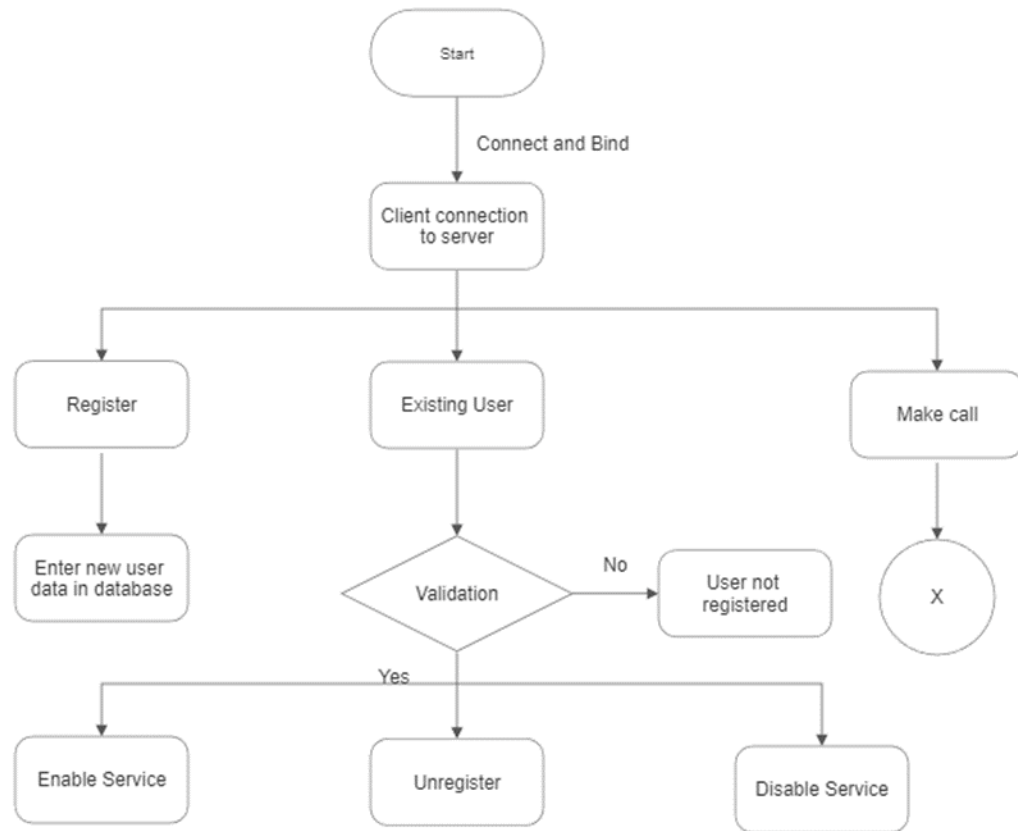 Start
Connect and Bind
Client connection
to server
Register
Existing User
Make call
Enter new user
data in database
Validation
No
User not
registered
X
Yes
Enable Service
Unregister
Disable Service